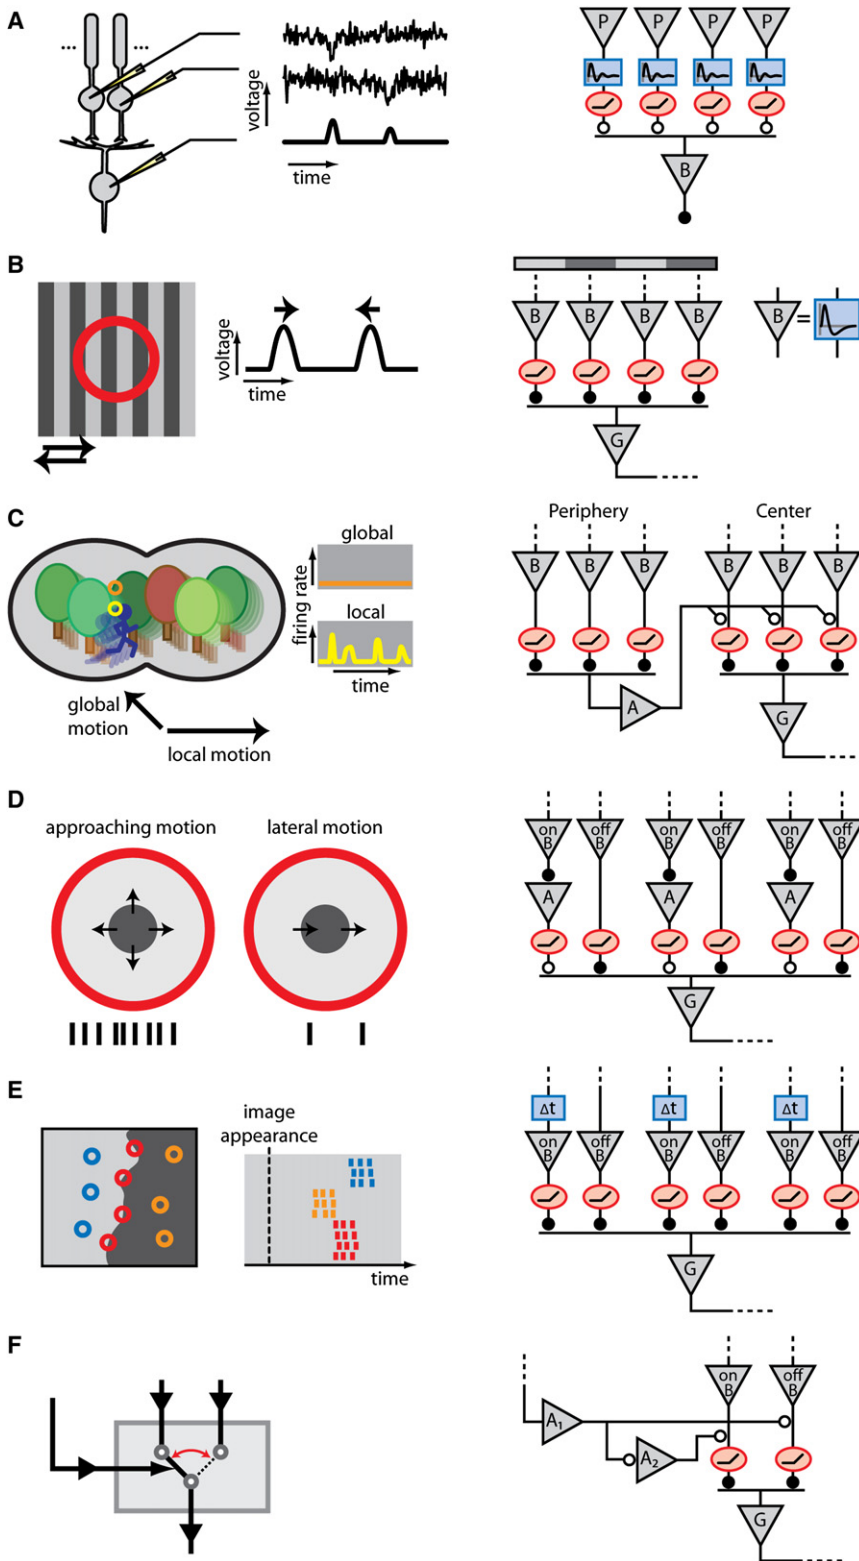 A
... ...
voltage
time
P P P P
B
B
voltage
time
B B B B
B =
G
C
global
motion
local motion
global
firing rate
local
time
Periphery Center
B B B B B B
A
G
D
approaching motion lateral motion
on B off B on B off B on B off B
A A A
G
E
image
appearance
time
Δt Δt Δt
on B off B on B off B on B off B
G
F
on B off B
A₁
A₂
G